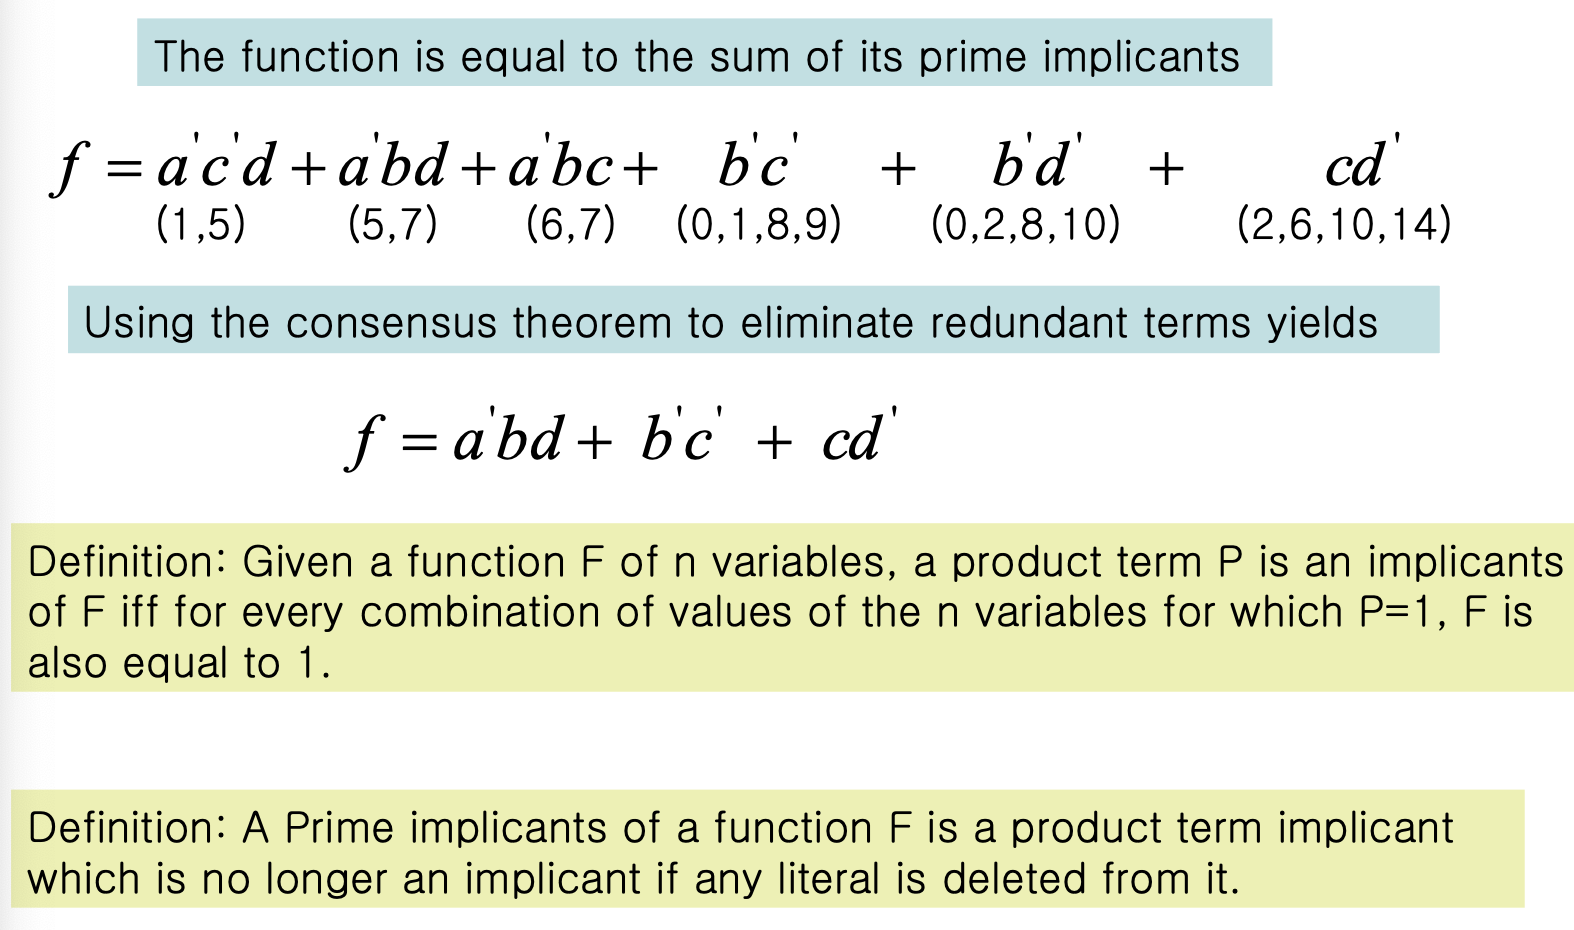 The function is equal to the sum of its prime implicants
f = a'c'd + a'bd + a'bc + b'c' + b'd' + cd'
(1,5) (5,7) (6,7) (0,1,8,9) (0,2,8,10) (2,6,10,14)
Using the consensus theorem to eliminate redundant terms yields
f = a'bd + b'c' + cd'
Definition: Given a function F of n variables, a product term P is an implicants
of F iff for every combination of values of the n variables for which P=1, F is
also equal to 1.
Definition: A Prime implicants of a function F is a product term implicant
which is no longer an implicant if any literal is deleted from it.